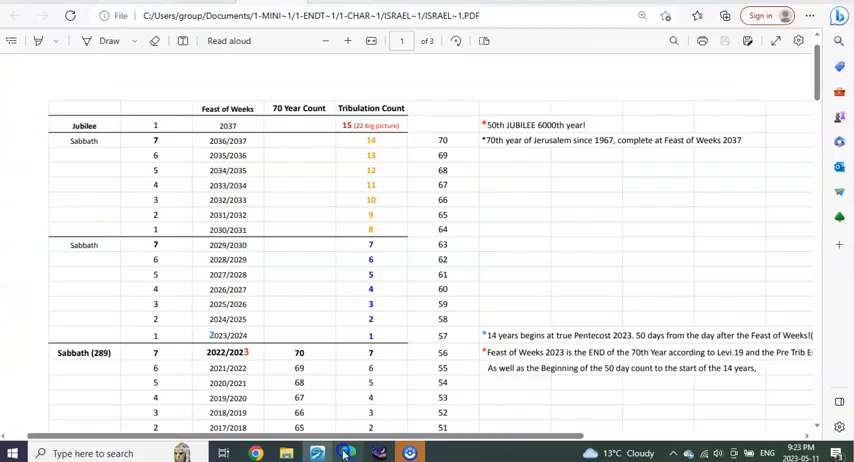 File C:/Users/group/Documents/1-MINI~1/1-ENDT~1/1-CHAR~1/ISRAEL~1/ISRAEL~1.PDF Sign in
Draw Read aloud 1 of 3
Feast of Weeks 70 Year Count Tribulation Count
Jubilee 1 2037 15 (22 big picture) *50th JUBILEE 6000th year!
Sabbath 7 2036/2037 14 70 *70th year of Jerusalem since 1967, complete at Feast of Weeks 2037
6 2035/2036 13 69
5 2034/2035 12 68
4 2033/2034 11 67
3 2032/2033 10 66
2 2031/2032 9 65
1 2030/2031 8 64
Sabbath 7 2029/2030 7 63
6 2028/2029 6 62
5 2027/2028 5 61
4 2026/2027 4 60
3 2025/2026 3 59
2 2024/2025 2 58
1 2023/2024 1 57 *14 years begins at true Pentecost 2023. 50 days from the day after the Feast of Weeks!(
Sabbath (289) 7 2022/2023 70 7 56 *Feast of Weeks 2023 is the END of the 70th Year according to Levi.19 and the Pre Trib Es
6 2021/2022 69 6 55 As well as the Beginning of the 50 day count to the start of the 14 years,
5 2020/2021 68 5 54
4 2019/2020 67 4 53
3 2018/2019 66 3 52
2 2017/2018 65 2 51
Type here to search 13°C Cloudy ENG 9:23 PM
2023-05-11